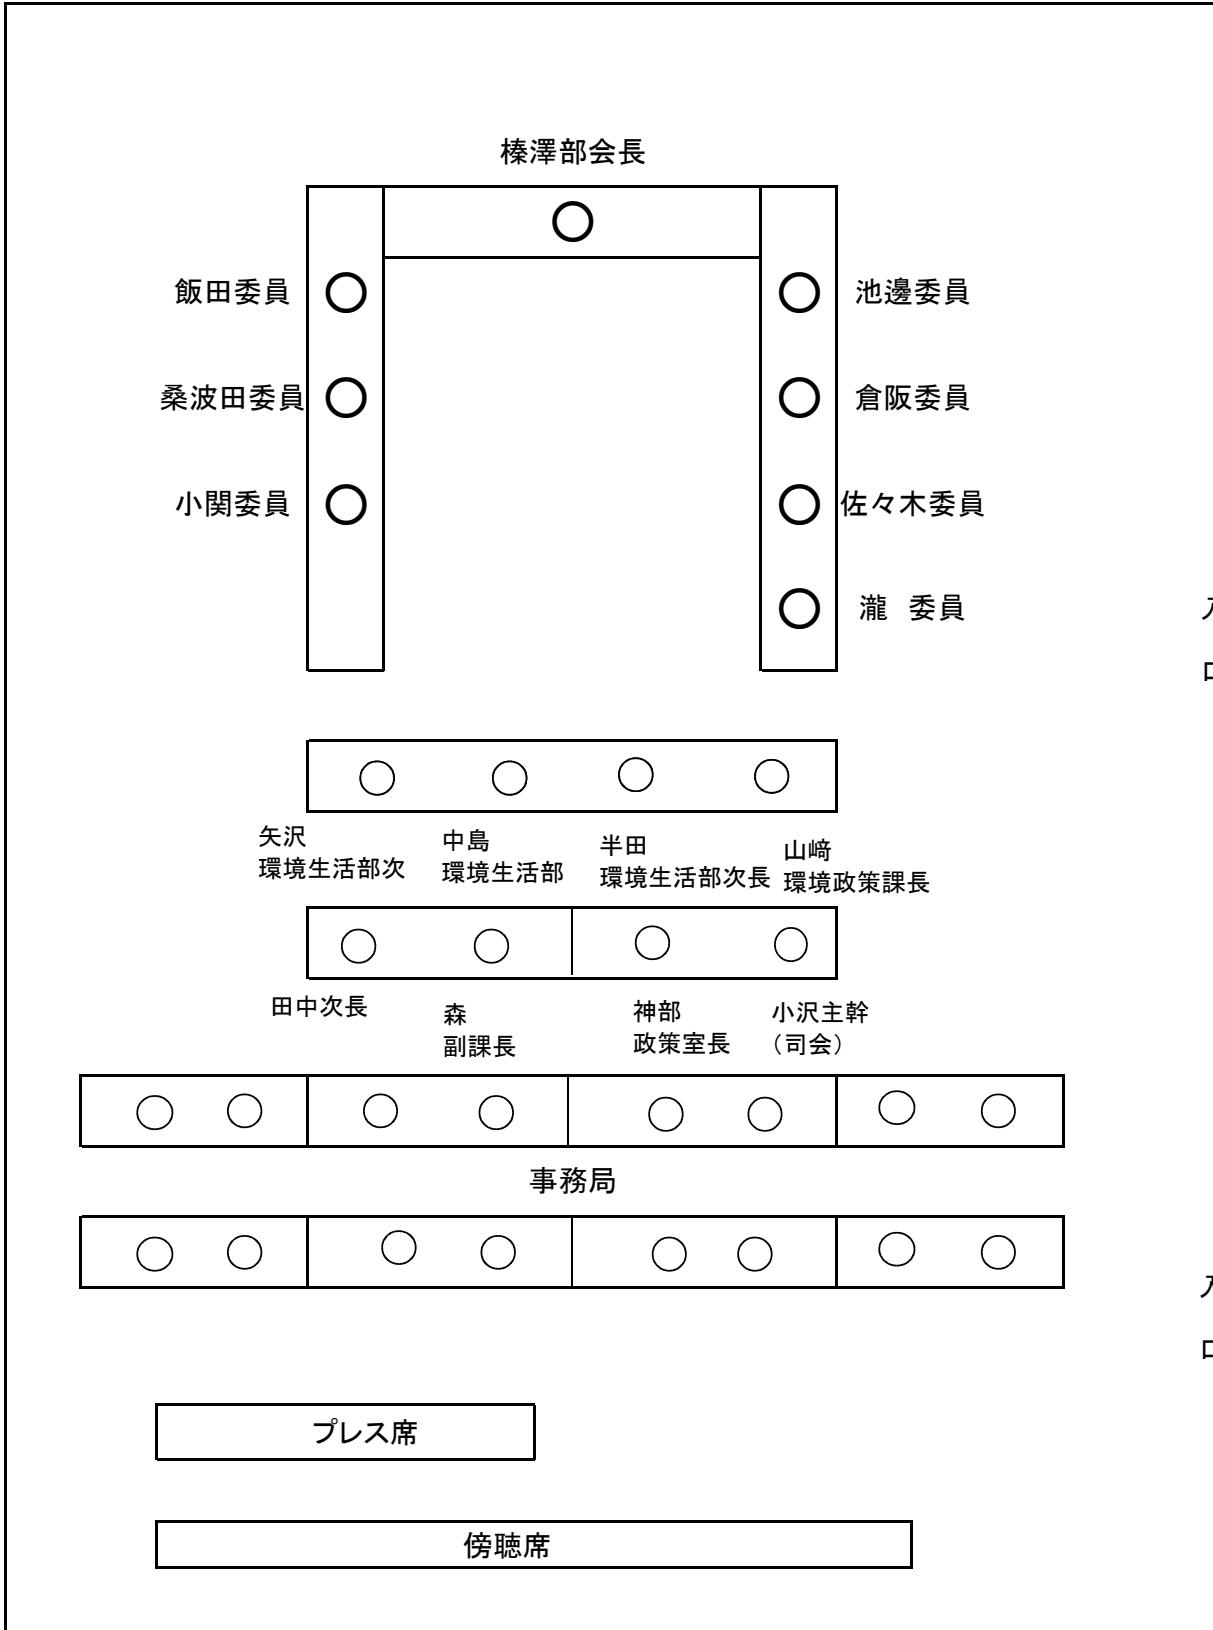 榛澤部会長
飯田委員
池邊委員
桑波田委員
倉阪委員
小関委員
佐々木委員
瀧 委員
入
口
矢沢
環境生活部次
中島
環境生活部
半田
環境生活部次長
山﨑
環境政策課長
田中次長
森
副課長
神部
政策室長
小沢主幹
（司会）
事務局
入
口
プレス席
傍聴席